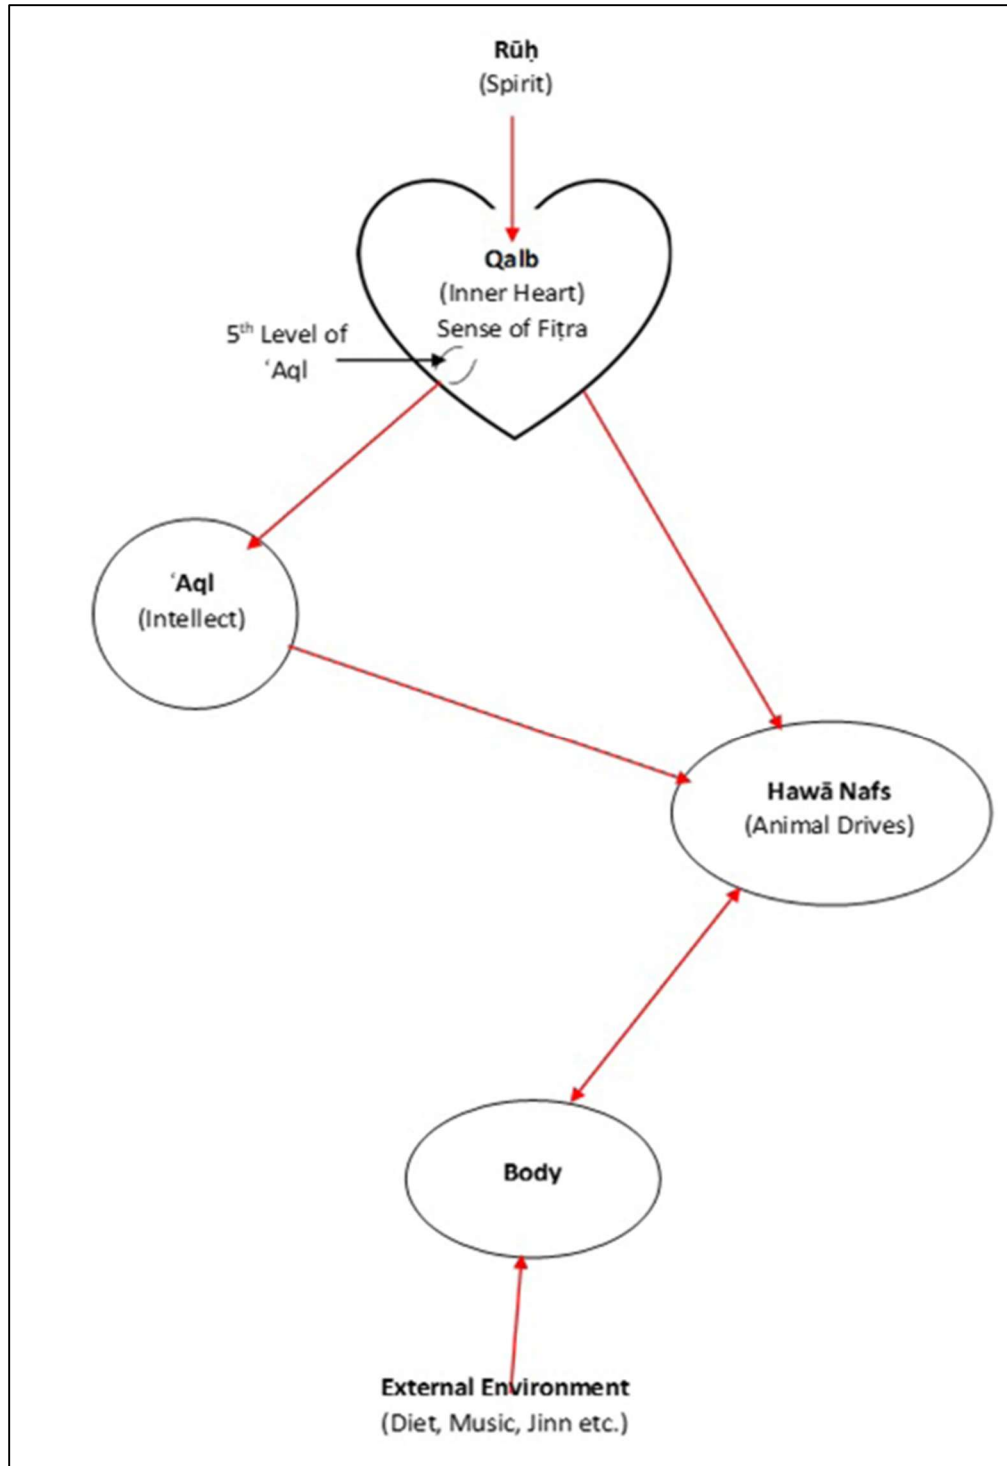 Rūḥ
(Spirit)
Qalb
(Inner Heart)
Sense of Fiṭra
5th Level of
ʿAql
ʿAql
(Intellect)
Hawā Nafs
(Animal Drives)
Body
External Environment
(Diet, Music, Jinn etc.)